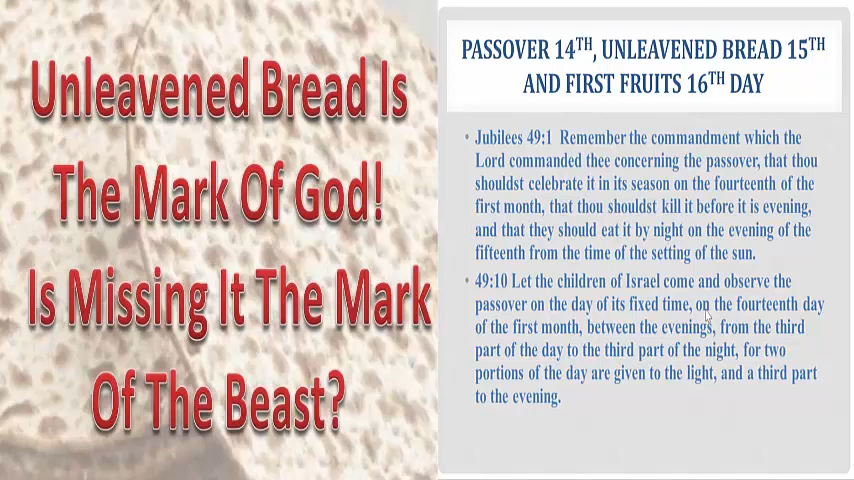 Unleavened Bread Is
The Mark Of God!
Is Missing It The Mark
Of The Beast?
PASSOVER 14TH, UNLEAVENED BREAD 15TH
AND FIRST FRUITS 16TH DAY
• Jubilees 49:1 Remember the commandment which the
Lord commanded thee concerning the passover, that thou
shouldst celebrate it in its season on the fourteenth of the
first month, that thou shouldst kill it before it is evening,
and that they should eat it by night on the evening of the
fifteenth from the time of the setting of the sun.
• 49:10 Let the children of Israel come and observe the
passover on the day of its fixed time, on the fourteenth day
of the first month, between the evenings, from the third
part of the day to the third part of the night, for two
portions of the day are given to the light, and a third part
to the evening.